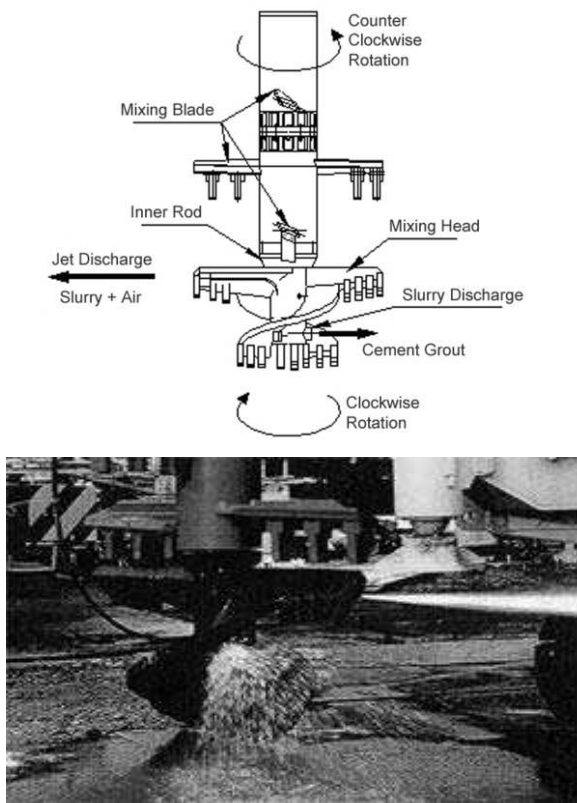 Counter
Clockwise
Rotation
Mixing Blade
Inner Rod
Mixing Head
Jet Discharge
Slurry + Air
Slurry Discharge
Cement Grout
Clockwise
Rotation